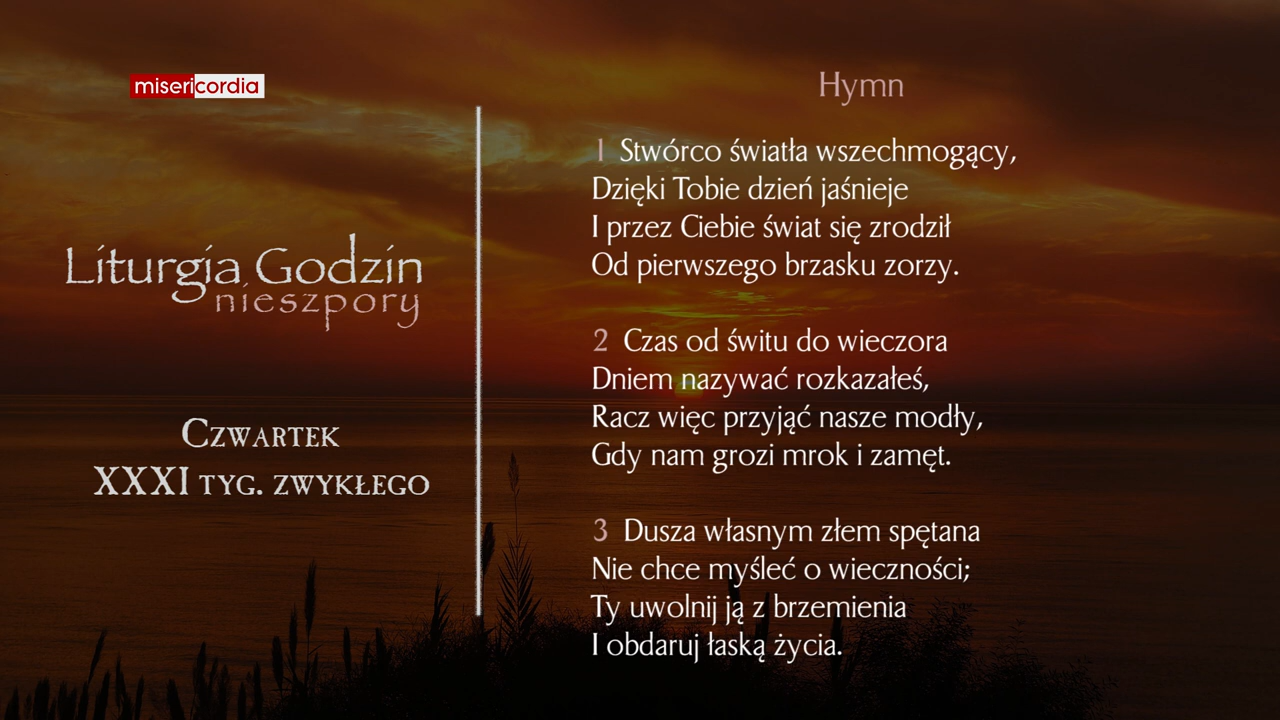 misericordia
Liturgia Godzin
nieszpory
Czwartek
XXXI tyg. zwykłego
Hymn
1 Stwórco światła wszechmogący,
Dzięki Tobie dzień jaśnieje
I przez Ciebie świat się zrodził
Od pierwszego brzasku zorzy.
2 Czas od świtu do wieczora
Dniem nazywać rozkazałeś,
Racz więc przyjąć nasze modły,
Gdy nam grozi mrok i zamęt.
3 Dusza własnym złem spętana
Nie chce myśleć o wieczności;
Ty uwolnij ją z brzemienia
I obdaruj łaską życia.